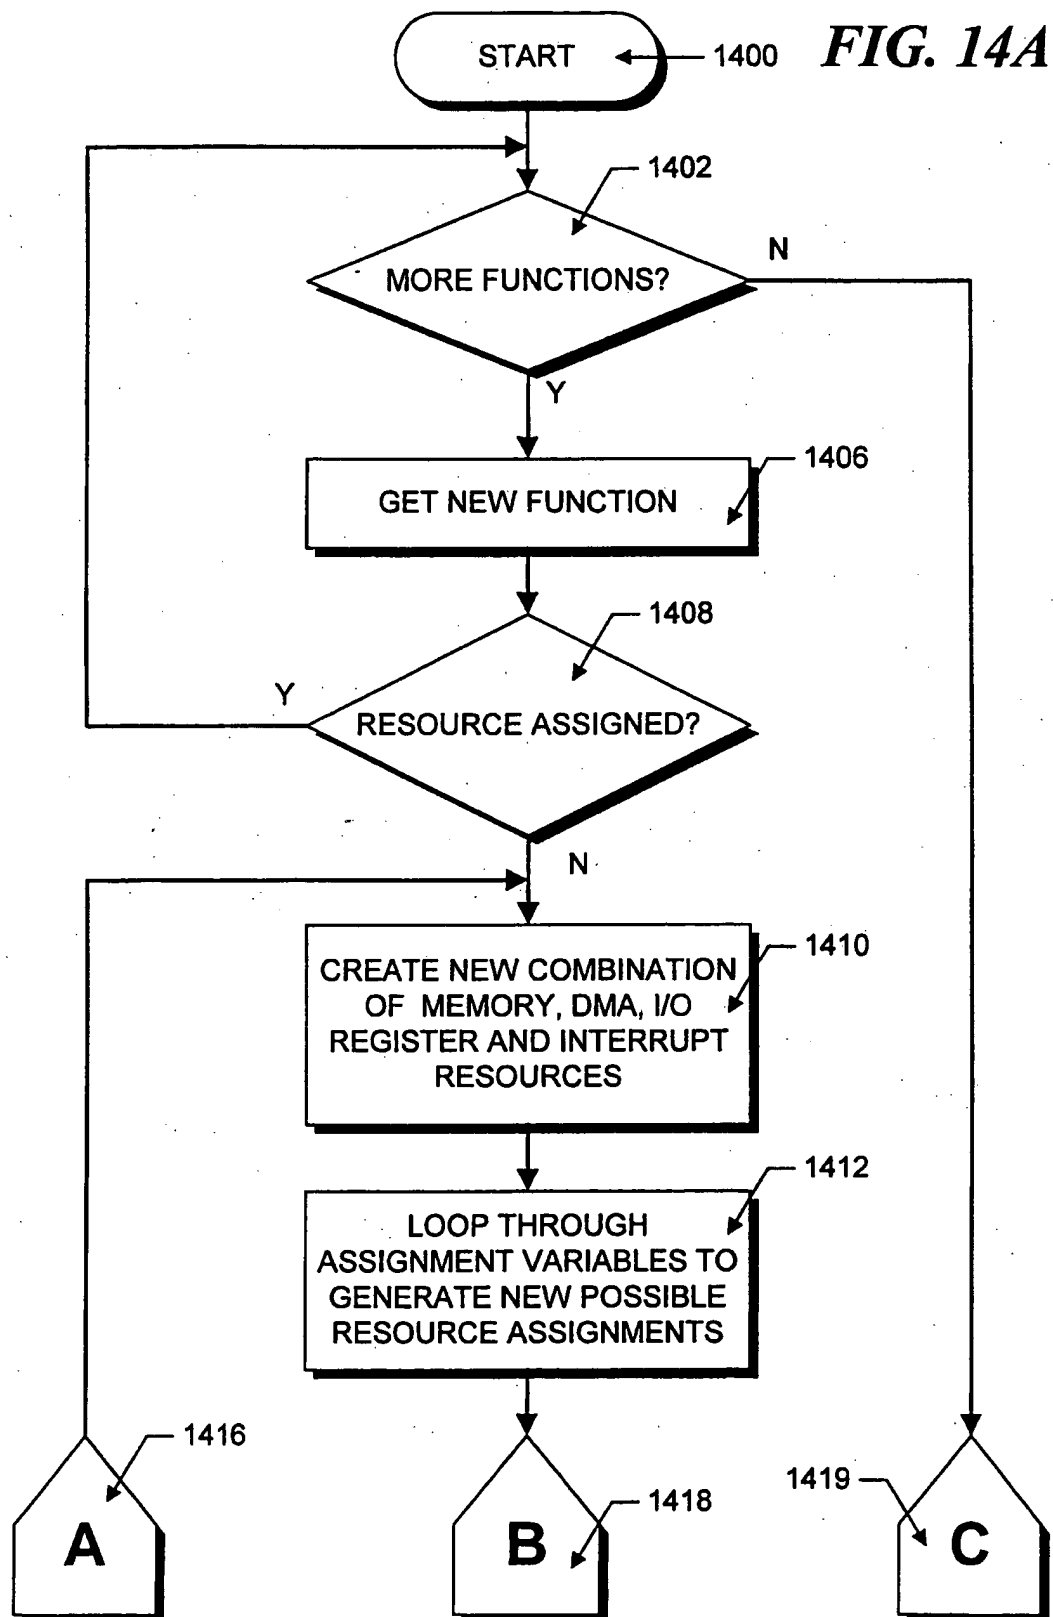 START
1400
FIG. 14A
1402
N
MORE FUNCTIONS?
Y
1406
GET NEW FUNCTION
1408
Y
RESOURCE ASSIGNED?
N
1410
CREATE NEW COMBINATION
OF MEMORY, DMA, I/O
REGISTER AND INTERRUPT
RESOURCES
1412
LOOP THROUGH
ASSIGNMENT VARIABLES TO
GENERATE NEW POSSIBLE
RESOURCE ASSIGNMENTS
1416
A
1418
B
1419
C